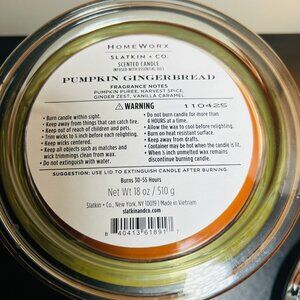 HOMEWORX
SLATKIN + CO.
SCENTED CANDLE
INFUSED WITH ESSENTIAL OILS
PUMPKIN GINGERBREAD
FRAGRANCE NOTES
PUMPKIN PUREE, HARVEST SPICE,
GINGER ZEST, VANILLA CARAMEL
⚠ WARNING
110425
• Burn candle within sight.
• Keep away from things that can catch fire.
• Keep out of reach of children and pets.
• Trim wicks to ¼ inch before each relighting.
• Keep wicks centered.
• Keep all objects such as matches and
wick trimmings clean from wax.
• Do not extinguish with water.
• Do not burn candle for more than
4 HOURS at a time.
• Allow the wax to cool before relighting.
• Burn on heat resistant surface.
• Keep away from drafts.
• Container may be hot when the candle is lit.
• When ½ inch unmelted wax remains
discontinue burning candle.
SUGGESTION: USE LID TO EXTINGUISH CANDLE AFTER BURNING.
Burns 30-55 Hours
Net Wt 18 oz / 510 g
Slatkin + Co., New York, NY 10019 | Made in Vietnam
slatkinandco.com
8 40413 61891 7